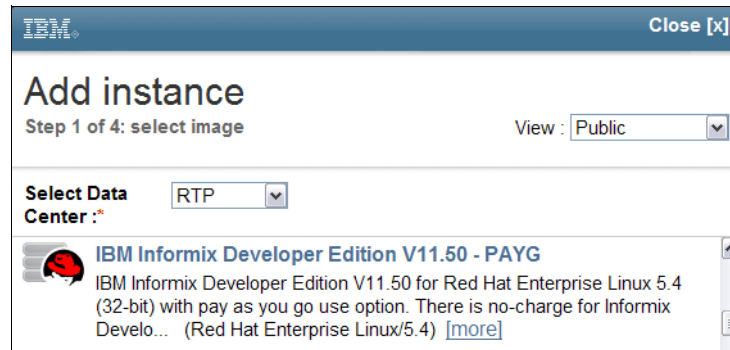 IBM
Close [x]
Add instance
Step 1 of 4: select image
View : Public
Select Data
Center :*
RTP
IBM Informix Developer Edition V11.50 - PAYG
IBM Informix Developer Edition V11.50 for Red Hat Enterprise Linux 5.4
(32-bit) with pay as you go use option. There is no-charge for Informix
Develo... (Red Hat Enterprise Linux/5.4) [more]